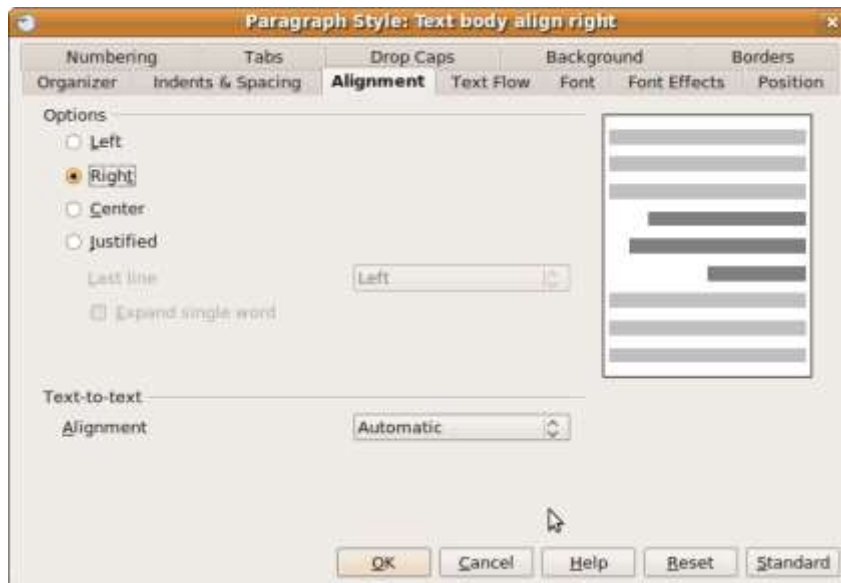 Paragraph Style: Text body align right
Numbering Tabs Drop Caps Background Borders
Organizer Indents & Spacing Alignment Text Flow Font Font Effects Position
Options
Left
Right
Center
Justified
Last line Left
Expand single word
Text-to-text
Alignment Automatic
OK Cancel Help Reset Standard